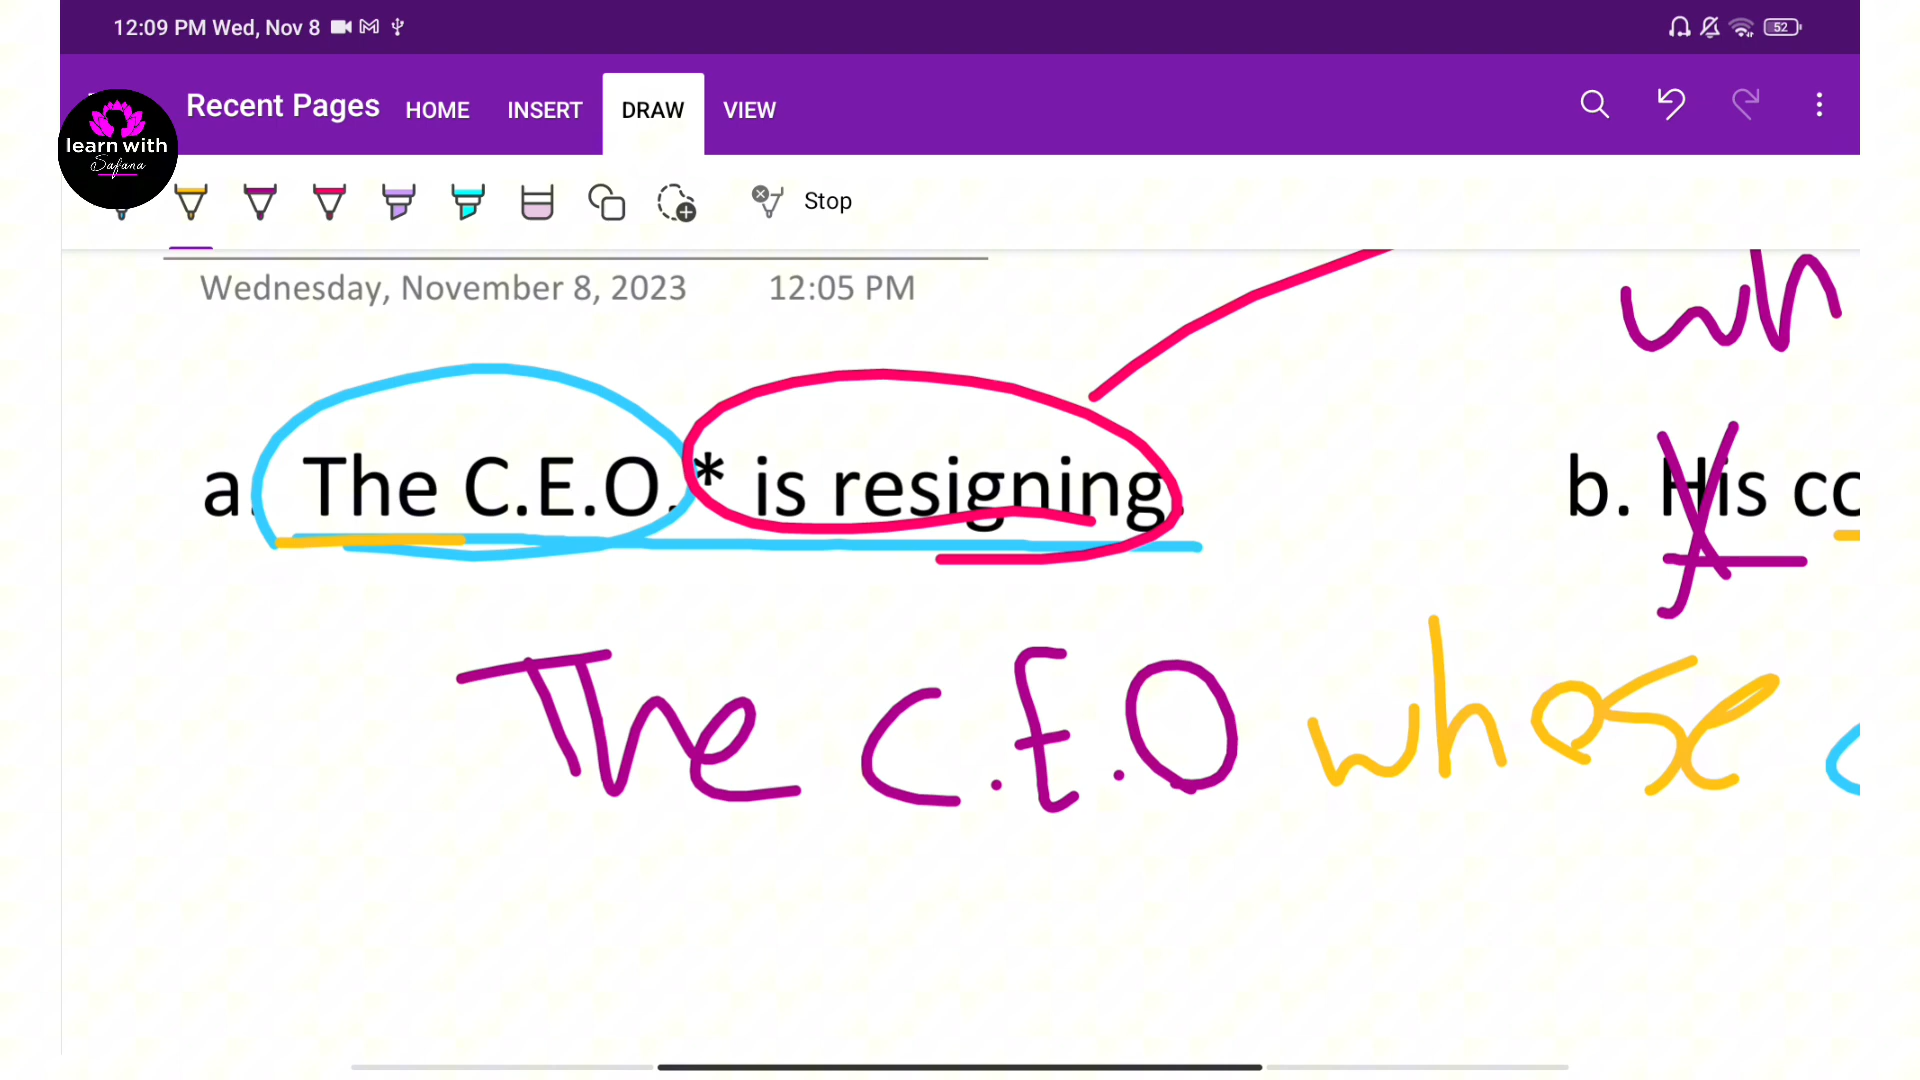 12:09 PM Wed, Nov 8
52
Recent Pages HOME INSERT DRAW VIEW
learn with
Safana
Stop
Wednesday, November 8, 2023 12:05 PM
wh
a. The C.E.O.* is resigning.
b. His co
The C.E.O whose